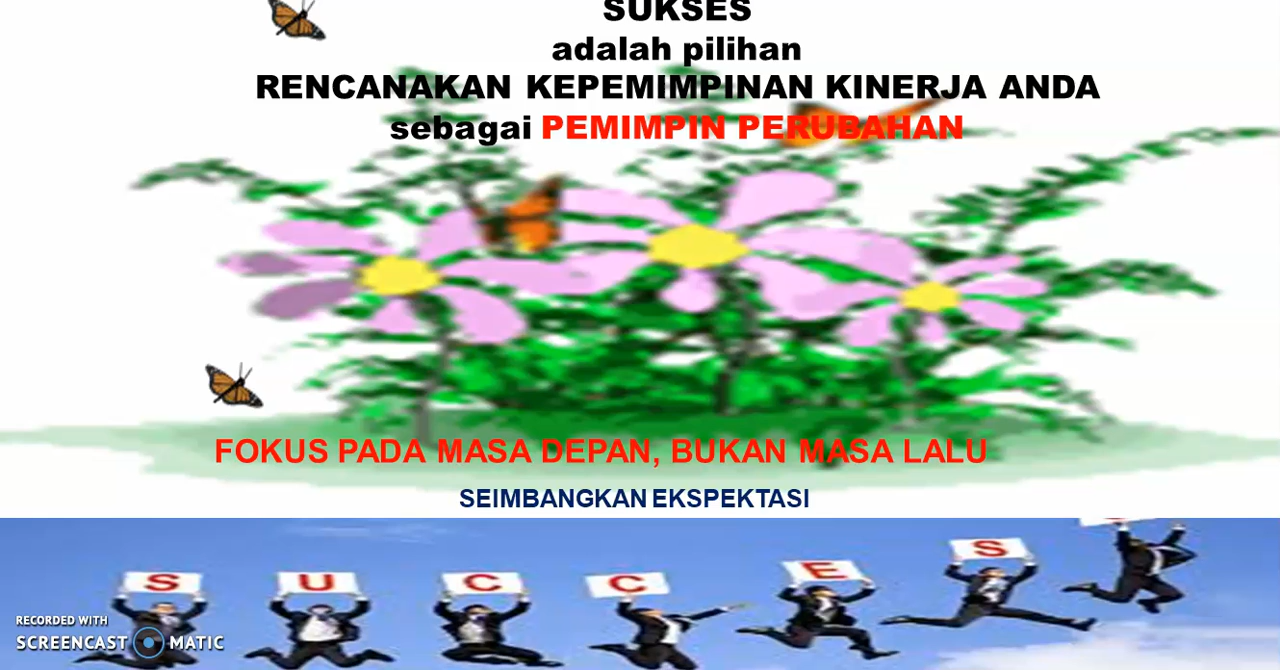 SUKSES
adalah pilihan
RENCANAKAN KEPEMIMPINAN KINERJA ANDA
sebagai PEMIMPIN PERUBAHAN
FOKUS PADA MASA DEPAN, BUKAN MASA LALU
SEIMBANGKAN EKSPEKTASI
S U C C E S
RECORDED WITH
SCREENCAST MATIC